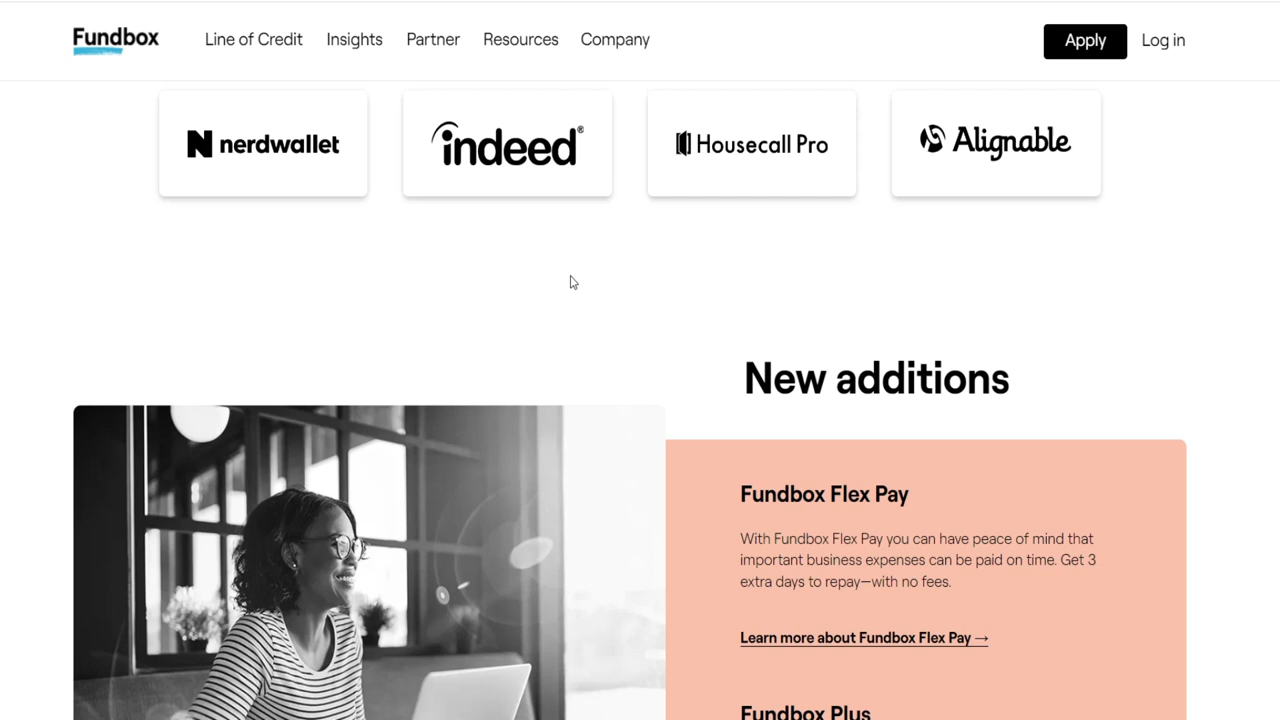 Fundbox Line of Credit Insights Partner Resources Company Apply Log in
nerdwallet indeed® Housecall Pro Alignable
New additions
Fundbox Flex Pay
With Fundbox Flex Pay you can have peace of mind that
important business expenses can be paid on time. Get 3
extra days to repay—with no fees.
Learn more about Fundbox Flex Pay →
Fundbox Plus